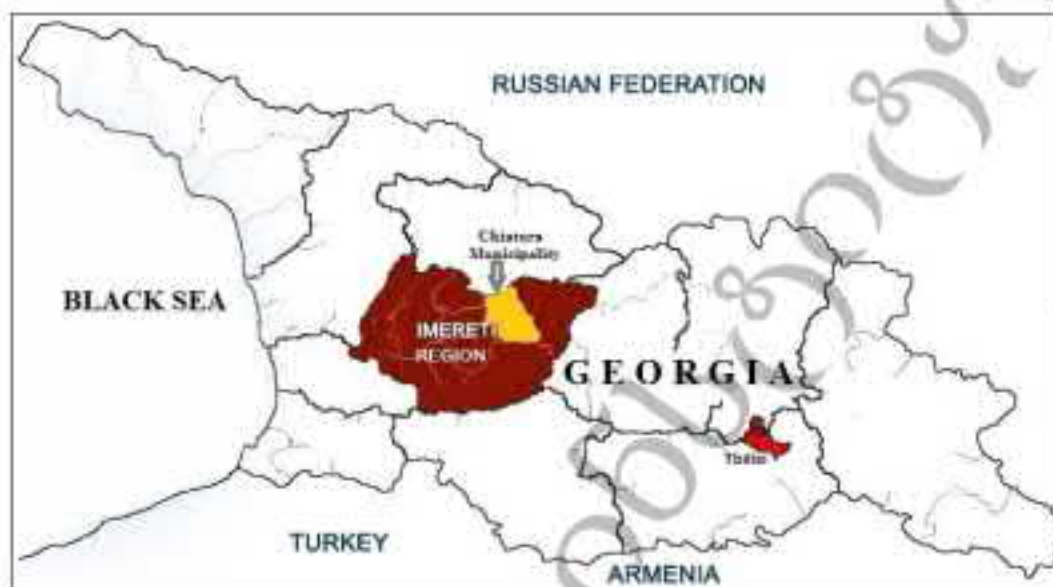 RUSSIAN FEDERATION
Chiatura
Municipality
BLACK SEA
IMERETI
REGION
GEORGIA
Tbilisi
TURKEY
ARMENIA